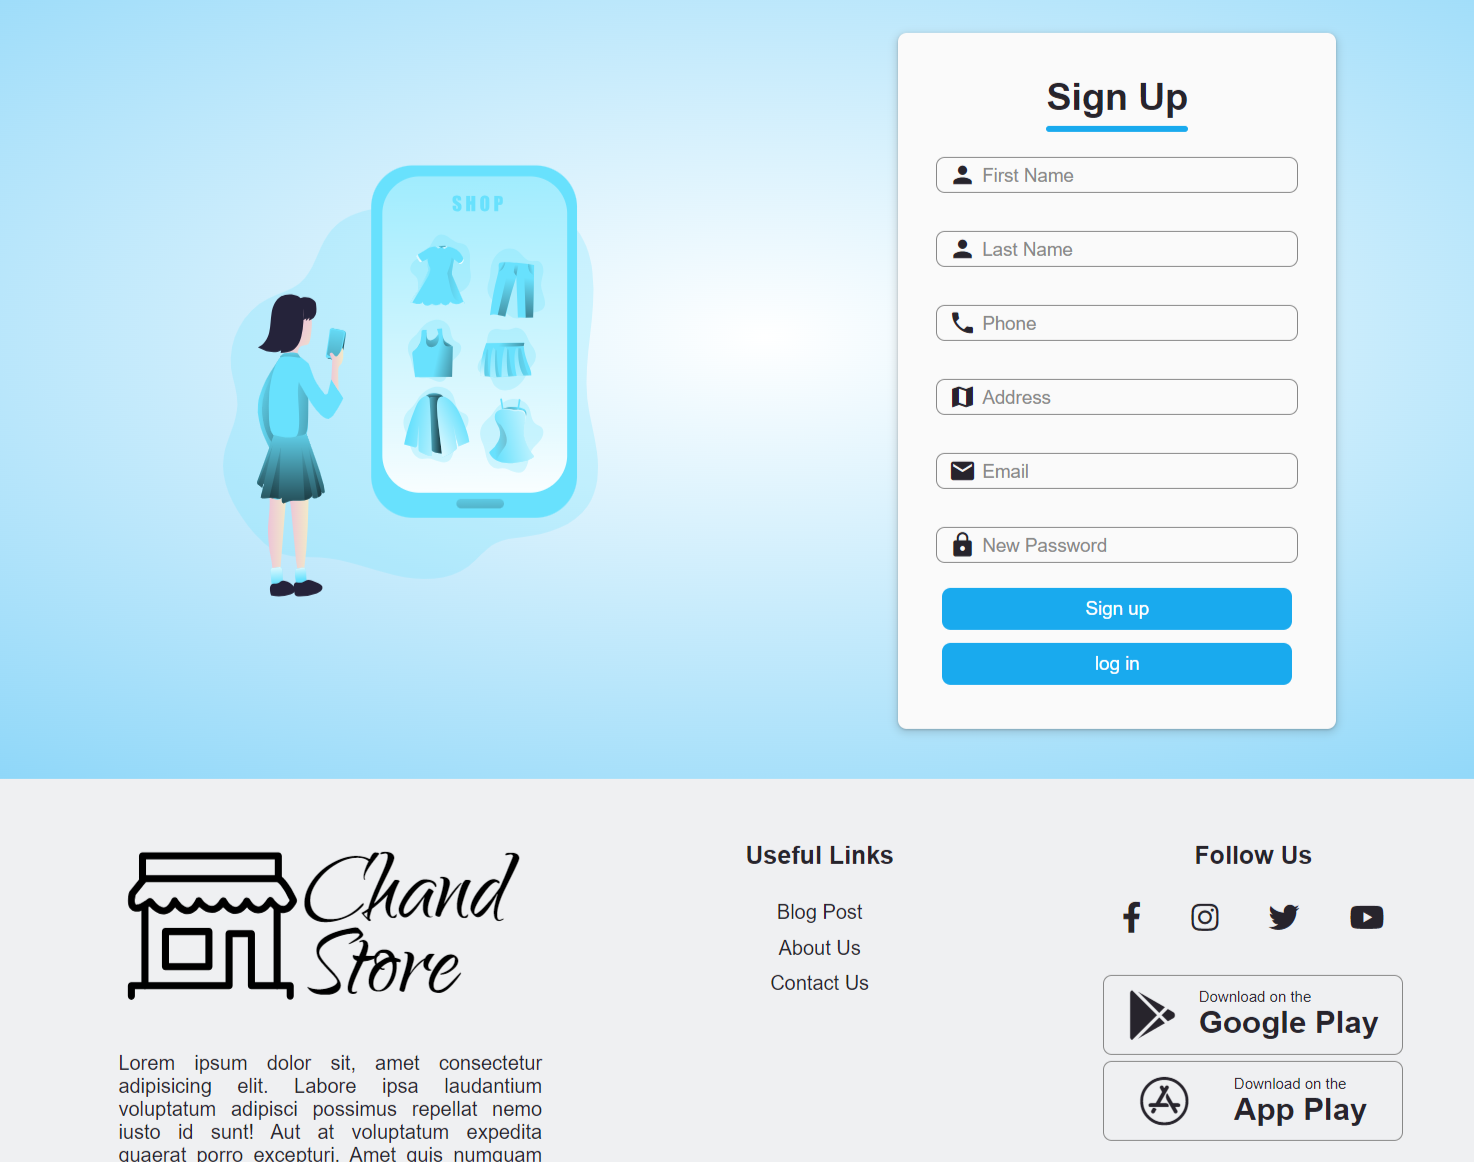 SHOP
Sign Up
First Name
Last Name
Phone
Address
Email
New Password
Sign up
log in
Chand
Store
Lorem ipsum dolor sit, amet consectetur
adipisicing elit. Labore ipsa laudantium
voluptatum adipisci possimus repellat nemo
iusto id sunt! Aut at voluptatum expedita
quaerat porro excepturi. Amet quis numquam
Useful Links
Blog Post
About Us
Contact Us
Follow Us
Download on the
Google Play
Download on the
App Play